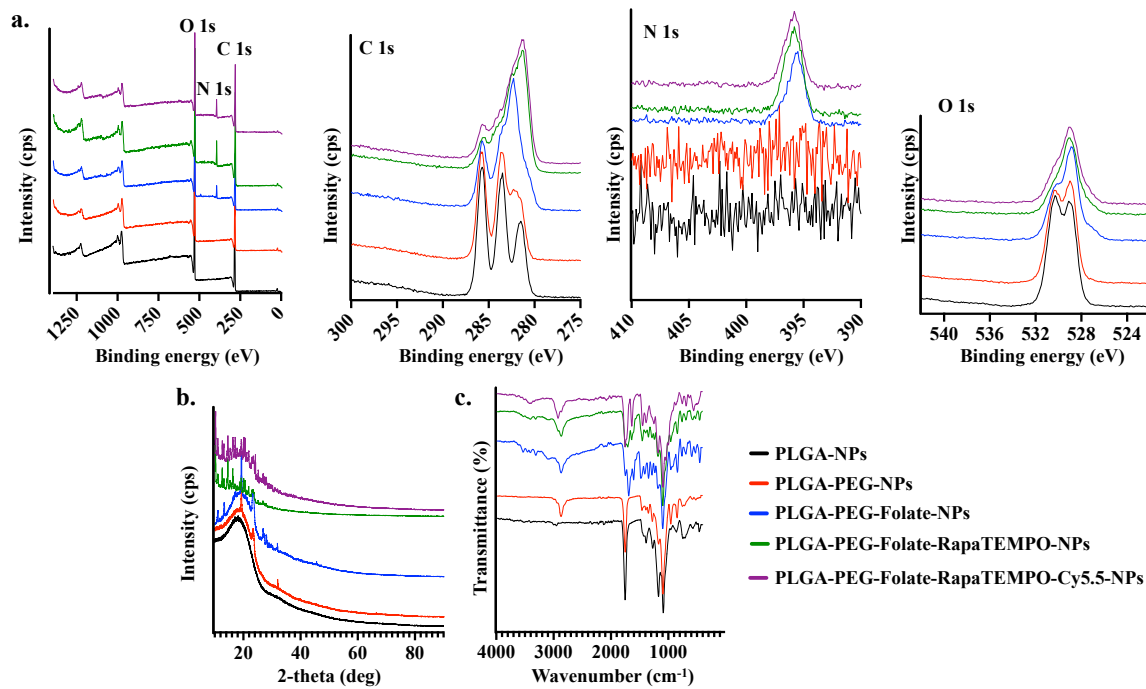 a.
O 1s
C 1s
N 1s
Intensity (cps)
1250
1000
750
500
250
0
Binding energy (eV)
C 1s
Intensity (cps)
300
295
290
285
280
275
Binding energy (eV)
N 1s
Intensity (cps)
410
405
400
395
390
Binding energy (eV)
O 1s
Intensity (cps)
540
536
532
528
524
Binding energy (eV)
b.
Intensity (cps)
20
40
60
80
2-theta (deg)
c.
Transmittance (%)
4000
3000
2000
1000
Wavenumber (cm⁻¹)
PLGA-NPs
PLGA-PEG-NPs
PLGA-PEG-Folate-NPs
PLGA-PEG-Folate-RapaTEMPO-NPs
PLGA-PEG-Folate-RapaTEMPO-Cy5.5-NPs